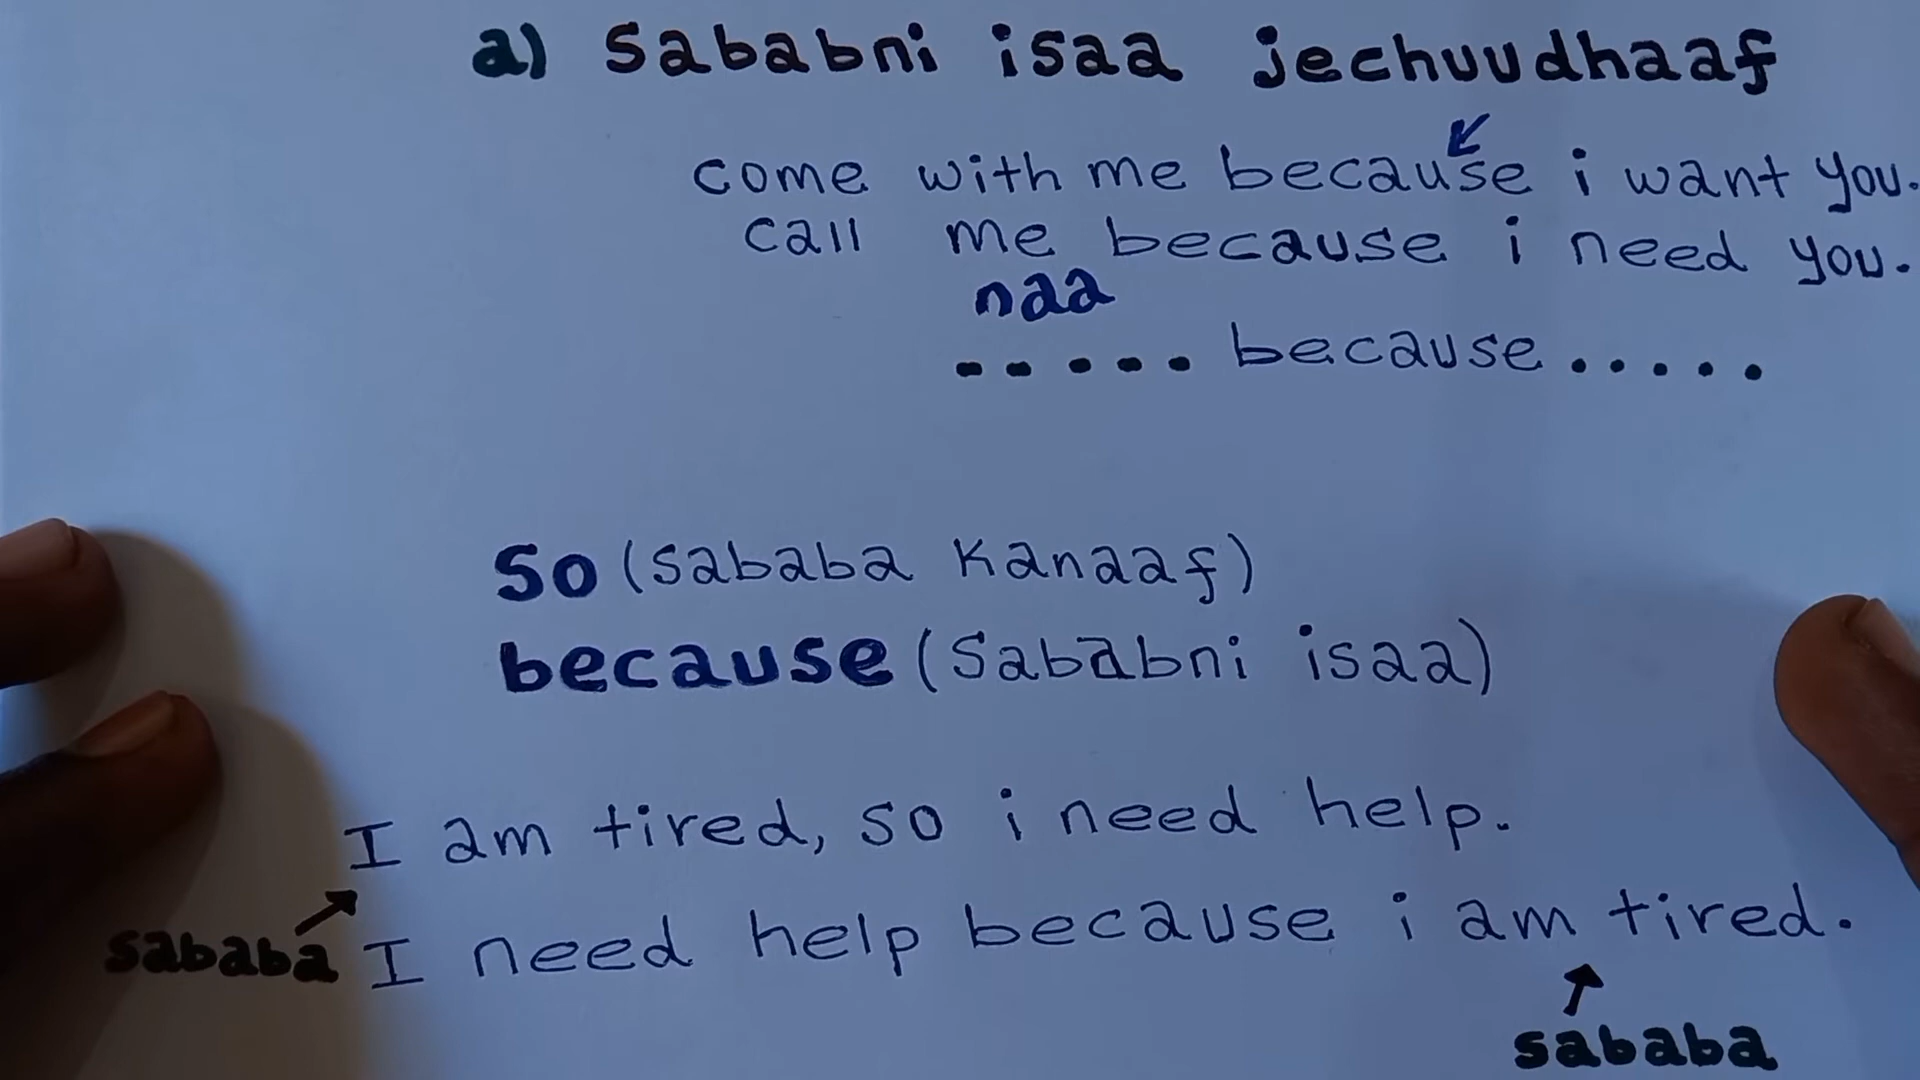 a) Sababni isaa jechuudhaaf
come with me because i want you.
call me because i need you.
naa
..... because .....
So (sababa kanaaf)
because (Sababni isaa)
I am tired, so i need help.
sababa
I need help because i am tired.
sababa